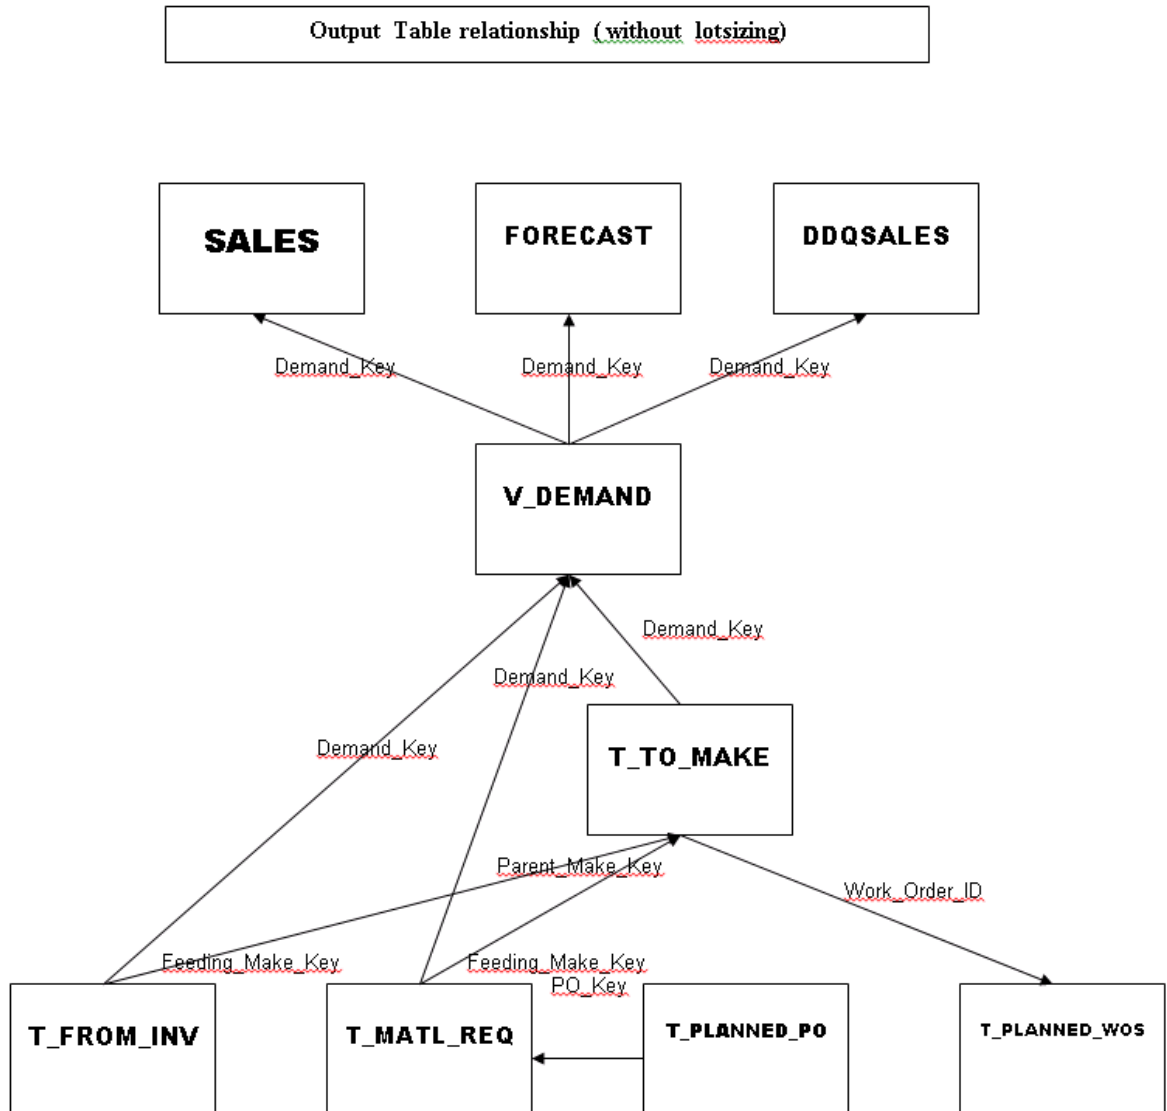 Output Table relationship (without lotsizing)
SALES
FORECAST
DDQSALES
Demand_Key
Demand_Key
Demand_Key
V_DEMAND
Demand_Key
Demand_Key
Demand_Key
T_TO_MAKE
Parent_Make_Key
Work_Order_ID
Feeding_Make_Key
Feeding_Make_Key
PO_Key
T_FROM_INV
T_MATL_REQ
T_PLANNED_PO
T_PLANNED_WOS